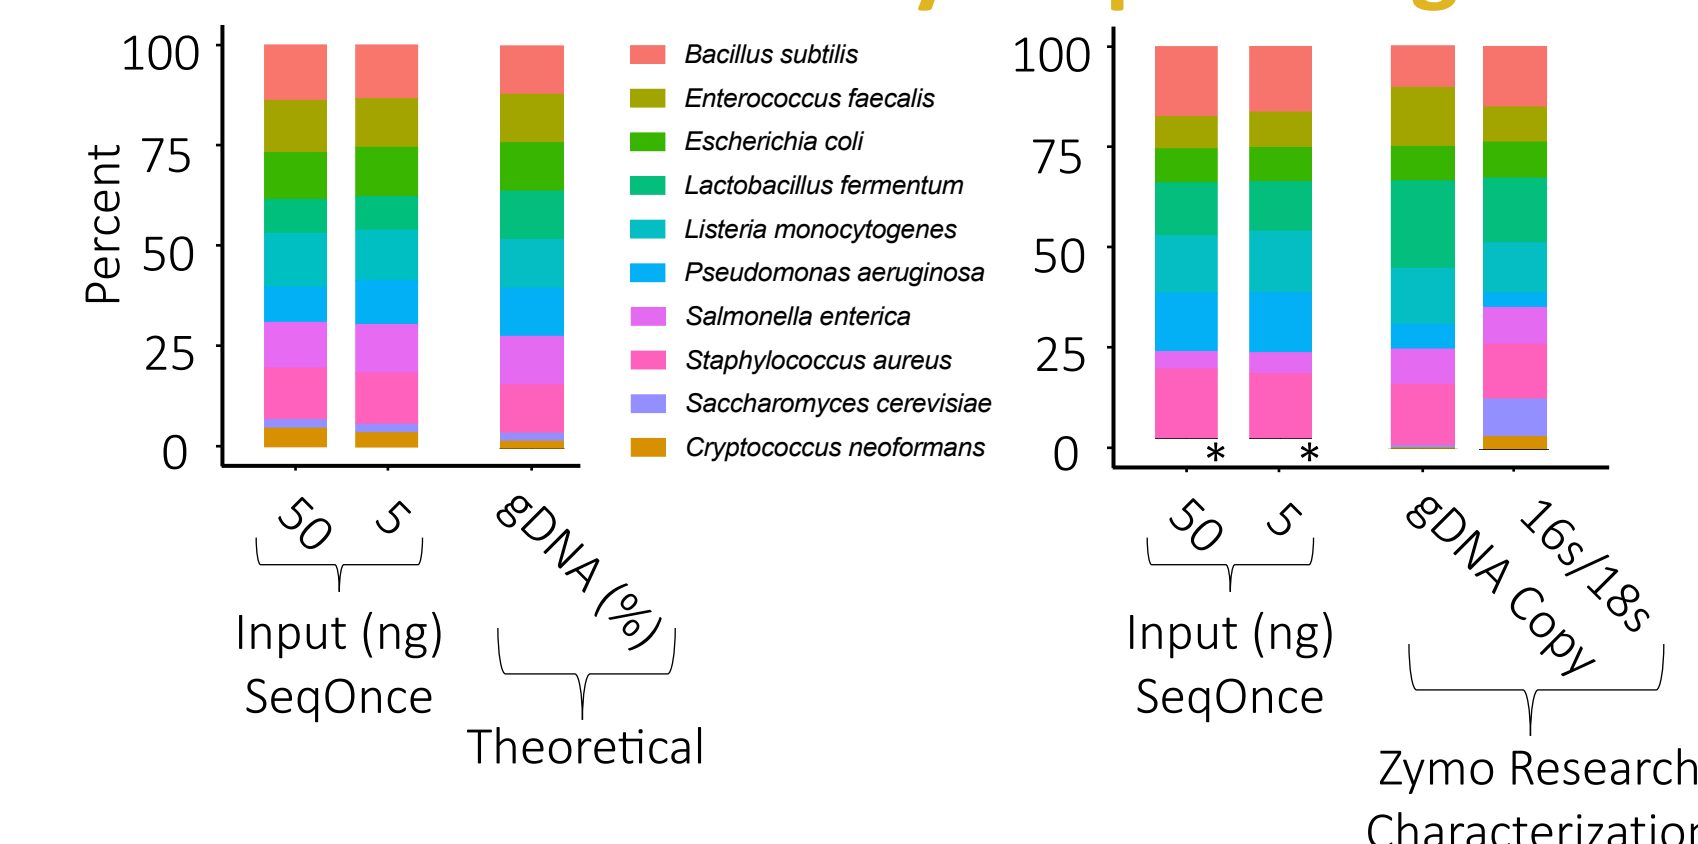 100
75
50
25
0
Percent
50
5
gDNA (%)
Input (ng)
SeqOnce
Theoretical
Bacillus subtilis
Enterococcus faecalis
Escherichia coli
Lactobacillus fermentum
Listeria monocytogenes
Pseudomonas aeruginosa
Salmonella enterica
Staphylococcus aureus
Saccharomyces cerevisiae
Cryptococcus neoformans
100
75
50
25
0
*
*
50
5
gDNA Copy
16s/18s
Input (ng)
SeqOnce
Zymo Research
Characterization